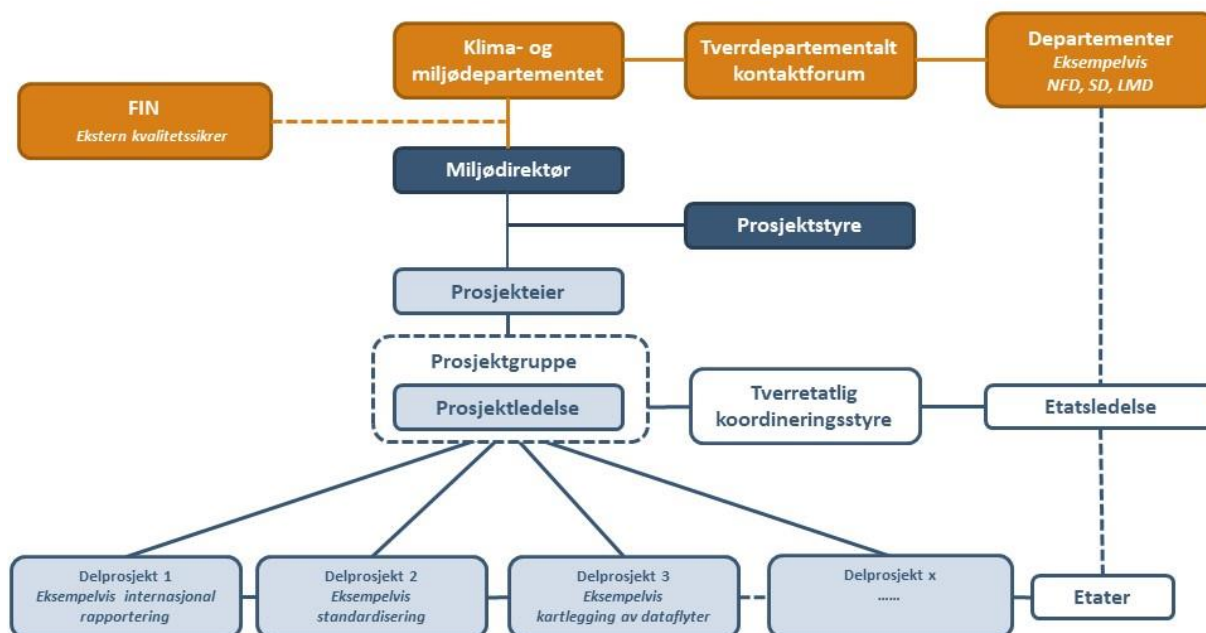 Klima- og
miljødepartementet
Tverrdepartementalt
kontaktforum
Departementer
Eksempelvis
NFD, SD, LMD
FIN
Ekstern kvalitetssikrer
Miljødirektør
Prosjektstyre
Prosjekteier
Prosjektgruppe
Prosjektledelse
Tverretatlig
koordineringsstyre
Etatsledelse
Delprosjekt 1
Eksempelvis internasjonal
rapportering
Delprosjekt 2
Eksempelvis
standardisering
Delprosjekt 3
Eksempelvis
kartlegging av dataflyter
Delprosjekt x
......
Etater